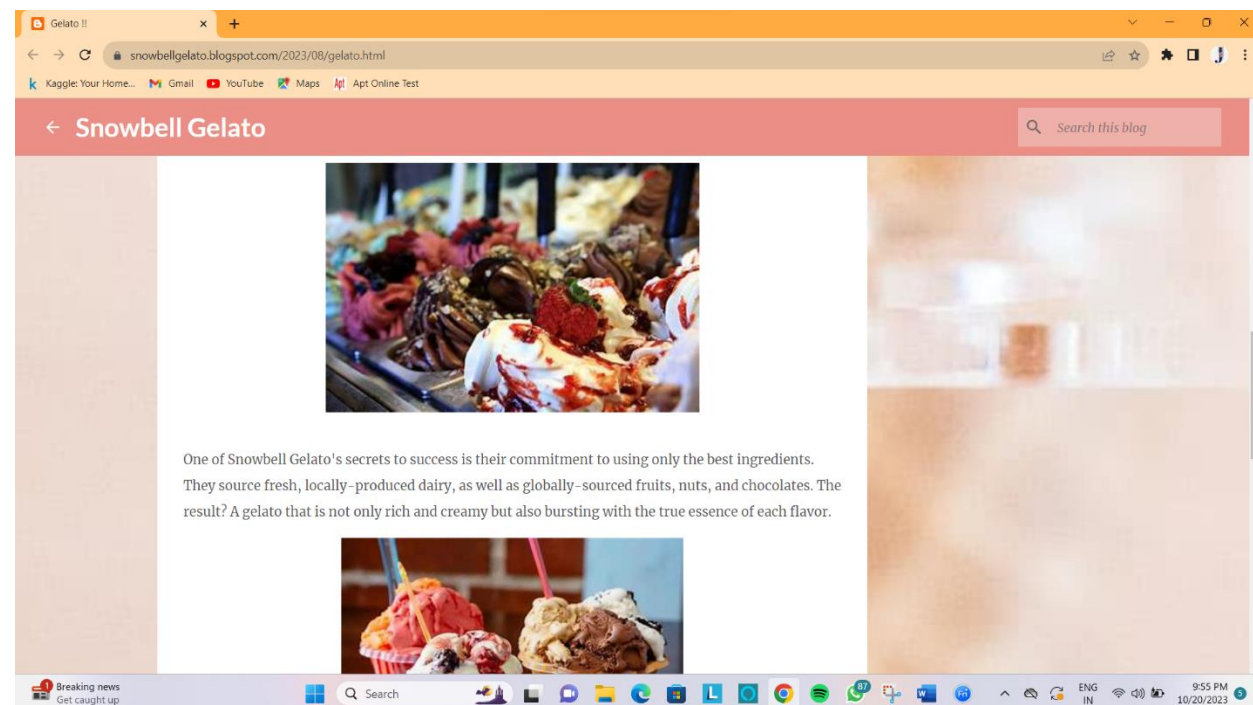 Gelato !!
snowbellgelato.blogspot.com/2023/08/gelato.html
Kaggle: Your Home... Gmail YouTube Maps Apt Online Test
Snowbell Gelato
Search this blog
One of Snowbell Gelato's secrets to success is their commitment to using only the best ingredients.
They source fresh, locally-produced dairy, as well as globally-sourced fruits, nuts, and chocolates. The
result? A gelato that is not only rich and creamy but also bursting with the true essence of each flavor.
1
Breaking news
Get caught up
Search
87
ENG
IN
9:55 PM
10/20/2023
5